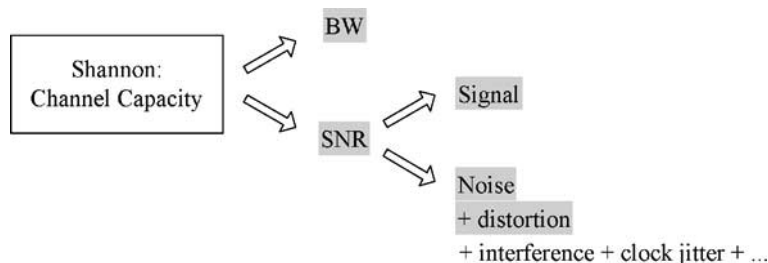 Shannon:
Channel Capacity
BW
SNR
Signal
Noise
+ distortion
+ interference + clock jitter + ...